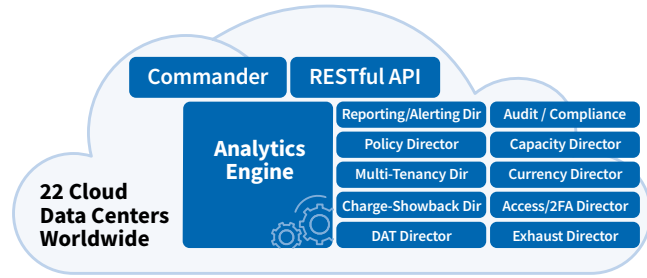 Commander
RESTful API
Analytics
Engine
Reporting/Alerting Dir
Audit / Compliance
Policy Director
Capacity Director
Multi-Tenancy Dir
Currency Director
Charge-Showback Dir
Access/2FA Director
DAT Director
Exhaust Director
22 Cloud
Data Centers
Worldwide